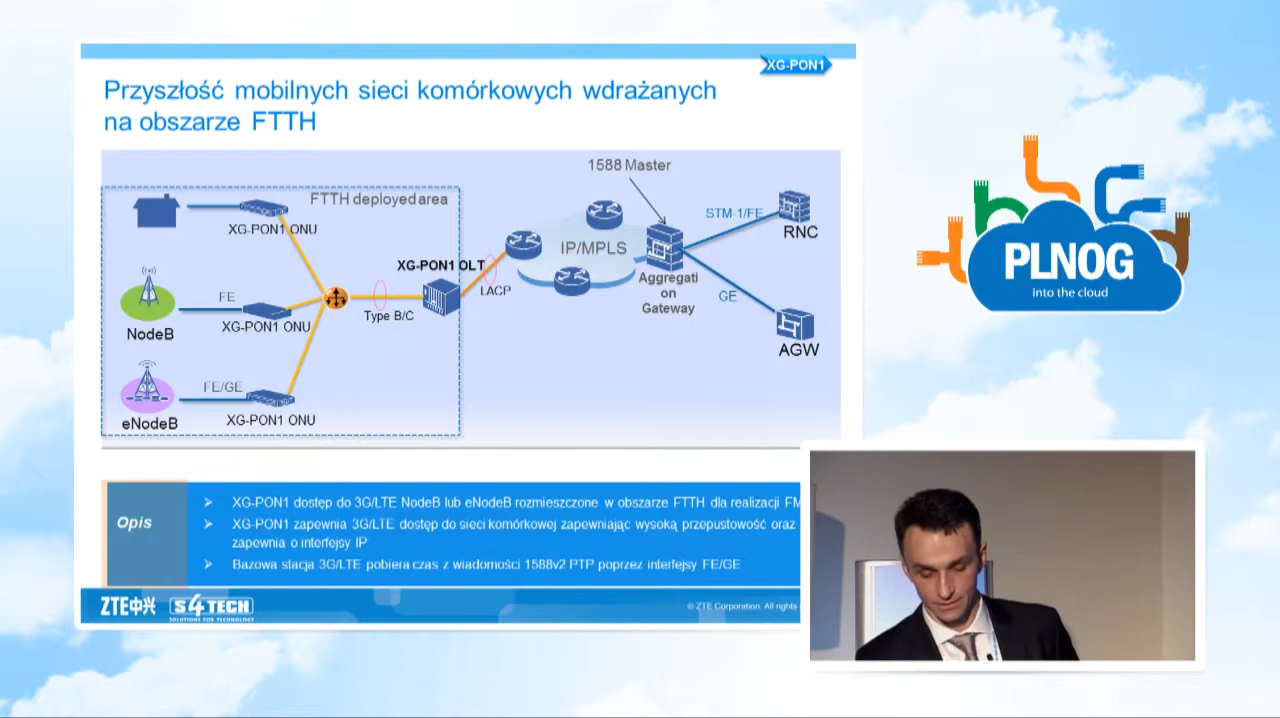 XG-PON1
Przyszłość mobilnych sieci komórkowych wdrażanych
na obszarze FTTH
1588 Master
FTTH deployed area
XG-PON1 ONU
STM-1/FE
RNC
IP/MPLS
XG-PON1 OLT
LACP
Aggregati
on
Gateway
GE
FE
Type B/C
NodeB
XG-PON1 ONU
AGW
FE/GE
eNodeB
XG-PON1 ONU
PLNOG
into the cloud
Opis
XG-PON1 dostęp do 3G/LTE NodeB lub eNodeB rozmieszczone w obszarze FTTH dla realizacji
XG-PON1 zapewnia 3G/LTE dostęp do sieci komórkowej zapewniając wysoką przepustowość oraz
zapewnia o interfejsy IP
Bazowa stacja 3G/LTE pobiera czas z wiadomości 1588v2 PTP poprzez interfejsy FE/GE
ZTE中兴
S4TECH
SOLUTIONS FOR TECHNOLOGY
© ZTE Corporation. All rights